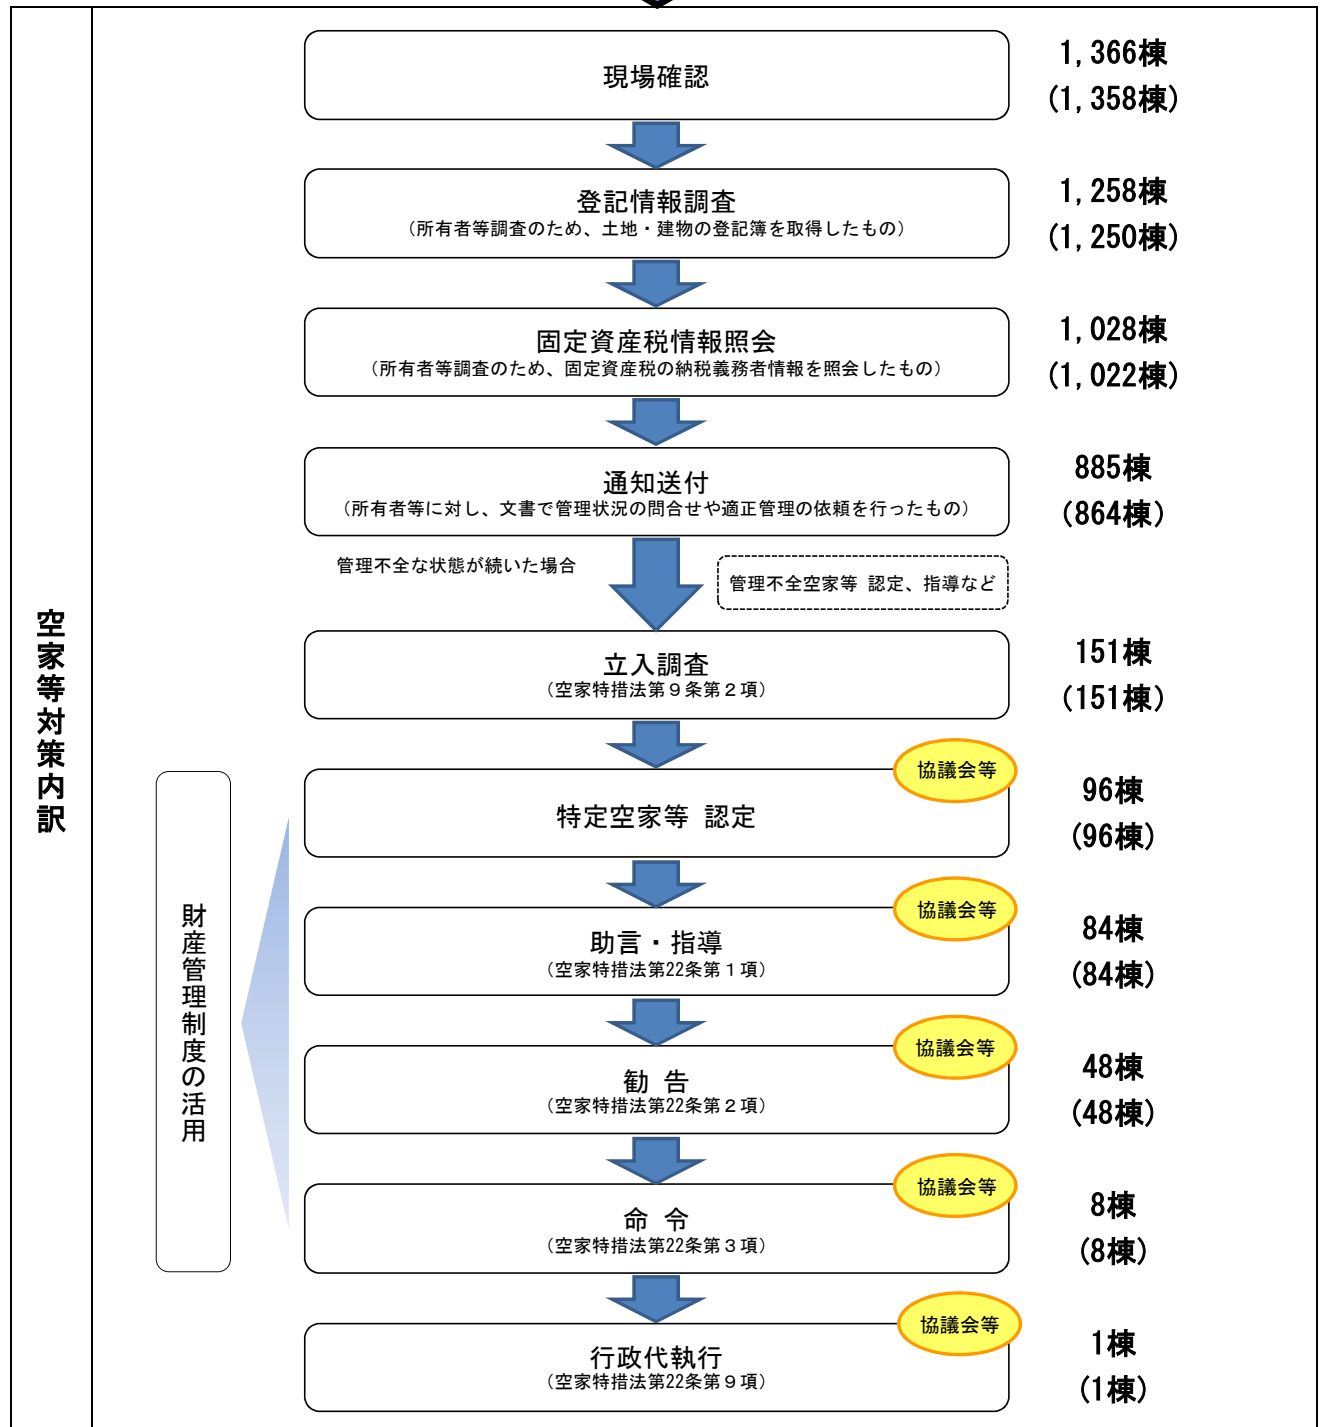 空家等対策内訳
現場確認
1,366棟
(1,358棟)
登記情報調査
(所有者等調査のため、土地・建物の登記簿を取得したもの)
1,258棟
(1,250棟)
固定資産税情報照会
(所有者等調査のため、固定資産税の納税義務者情報を照会したもの)
1,028棟
(1,022棟)
通知送付
(所有者等に対し、文書で管理状況の問合せや適正管理の依頼を行ったもの)
885棟
(864棟)
管理不全な状態が続いた場合
管理不全空家等 認定、指導など
立入調査
(空家特措法第９条第２項)
151棟
(151棟)
財産管理制度の活用
協議会等
特定空家等 認定
96棟
(96棟)
協議会等
助言・指導
(空家特措法第22条第１項)
84棟
(84棟)
協議会等
勧 告
(空家特措法第22条第２項)
48棟
(48棟)
協議会等
命 令
(空家特措法第22条第３項)
8棟
(8棟)
協議会等
行政代執行
(空家特措法第22条第９項)
1棟
(1棟)